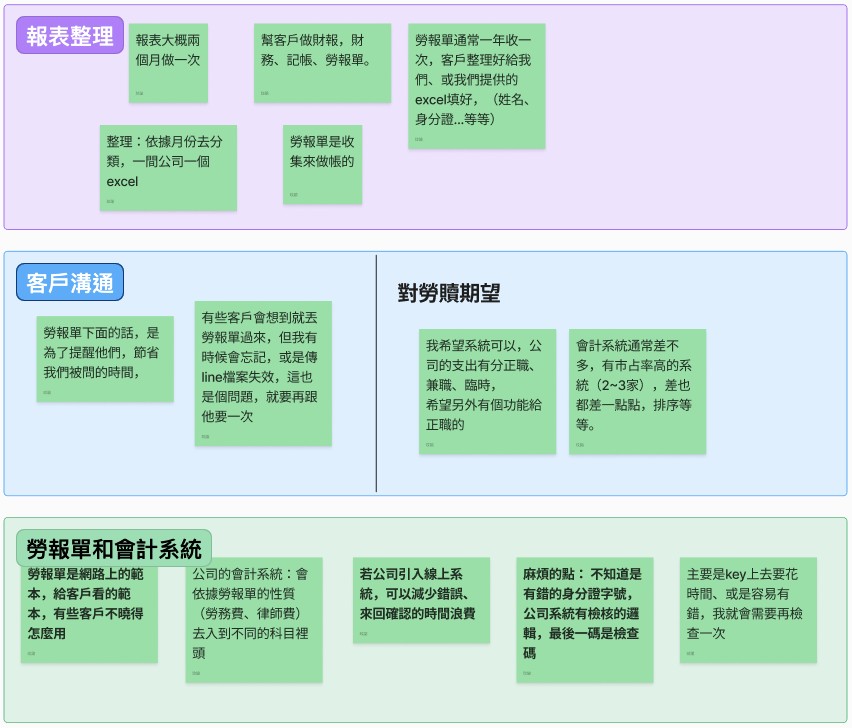 報表整理
報表大概兩
個月做一次
幫客戶做財報，財
務、記帳、勞報單。
勞報單通常一年收一
次，客戶整理好給我
們、或我們提供的
excel填好，（姓名、
身分證...等等）
整理：依據月份去分
類，一間公司一個
excel
勞報單是收
集來做帳的
客戶溝通
勞報單下面的話，是
為了提醒他們，節省
我們被問的時間，
有些客戶會想到就丟
勞報單過來，但我有
時候會忘記，或是傳
line檔案失效，這也
是個問題，就要再跟
他要一次
對勞贖期望
我希望系統可以，公
司的支出有分正職、
兼職、臨時，
希望另外有個功能給
正職的
會計系統通常差不
多，有市占率高的系
統（2~3家），差也
都差一點點，排序等
等。
勞報單和會計系統
勞報單是網路上的範
本，給客戶看的範
本，有些客戶不曉得
怎麼用
公司的會計系統：會
依據勞報單的性質
（勞務費、律師費）
去入到不同的科目裡
頭
若公司引入線上系
統，可以減少錯誤、
來回確認的時間浪費
麻煩的點： 不知道是
有錯的身分證字號，
公司系統有檢核的邏
輯，最後一碼是檢查
碼
主要是key上去要花
時間、或是容易有
錯，我就會需要再檢
查一次